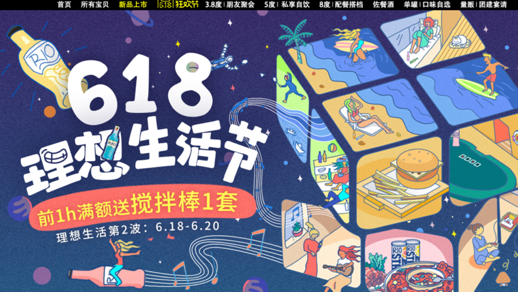 首页 所有宝贝 新品上市 618狂欢节 3.8度|朋友聚会 5度|私享自饮 8度|配餐搭档 佐餐酒 单罐|口味自选 量贩|团建宴请
RIO
618
理想生活节
前1h满额送搅拌棒1套
理想生活第2波：6.18-6.20